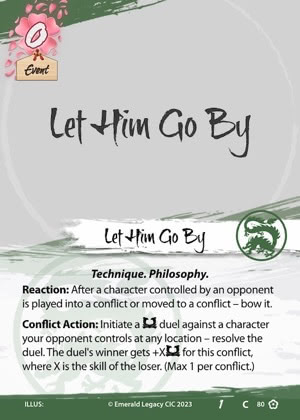 0
Event
Let Him Go By
Let Him Go By
Technique. Philosophy.
Reaction: After a character controlled by an opponent
is played into a conflict or moved to a conflict – bow it.
Conflict Action: Initiate a duel against a character
your opponent controls at any location – resolve the
duel. The duel's winner gets +X for this conflict,
where X is the skill of the loser. (Max 1 per conflict.)
ILLUS: © Emerald Legacy CIC 2023 1 C 80